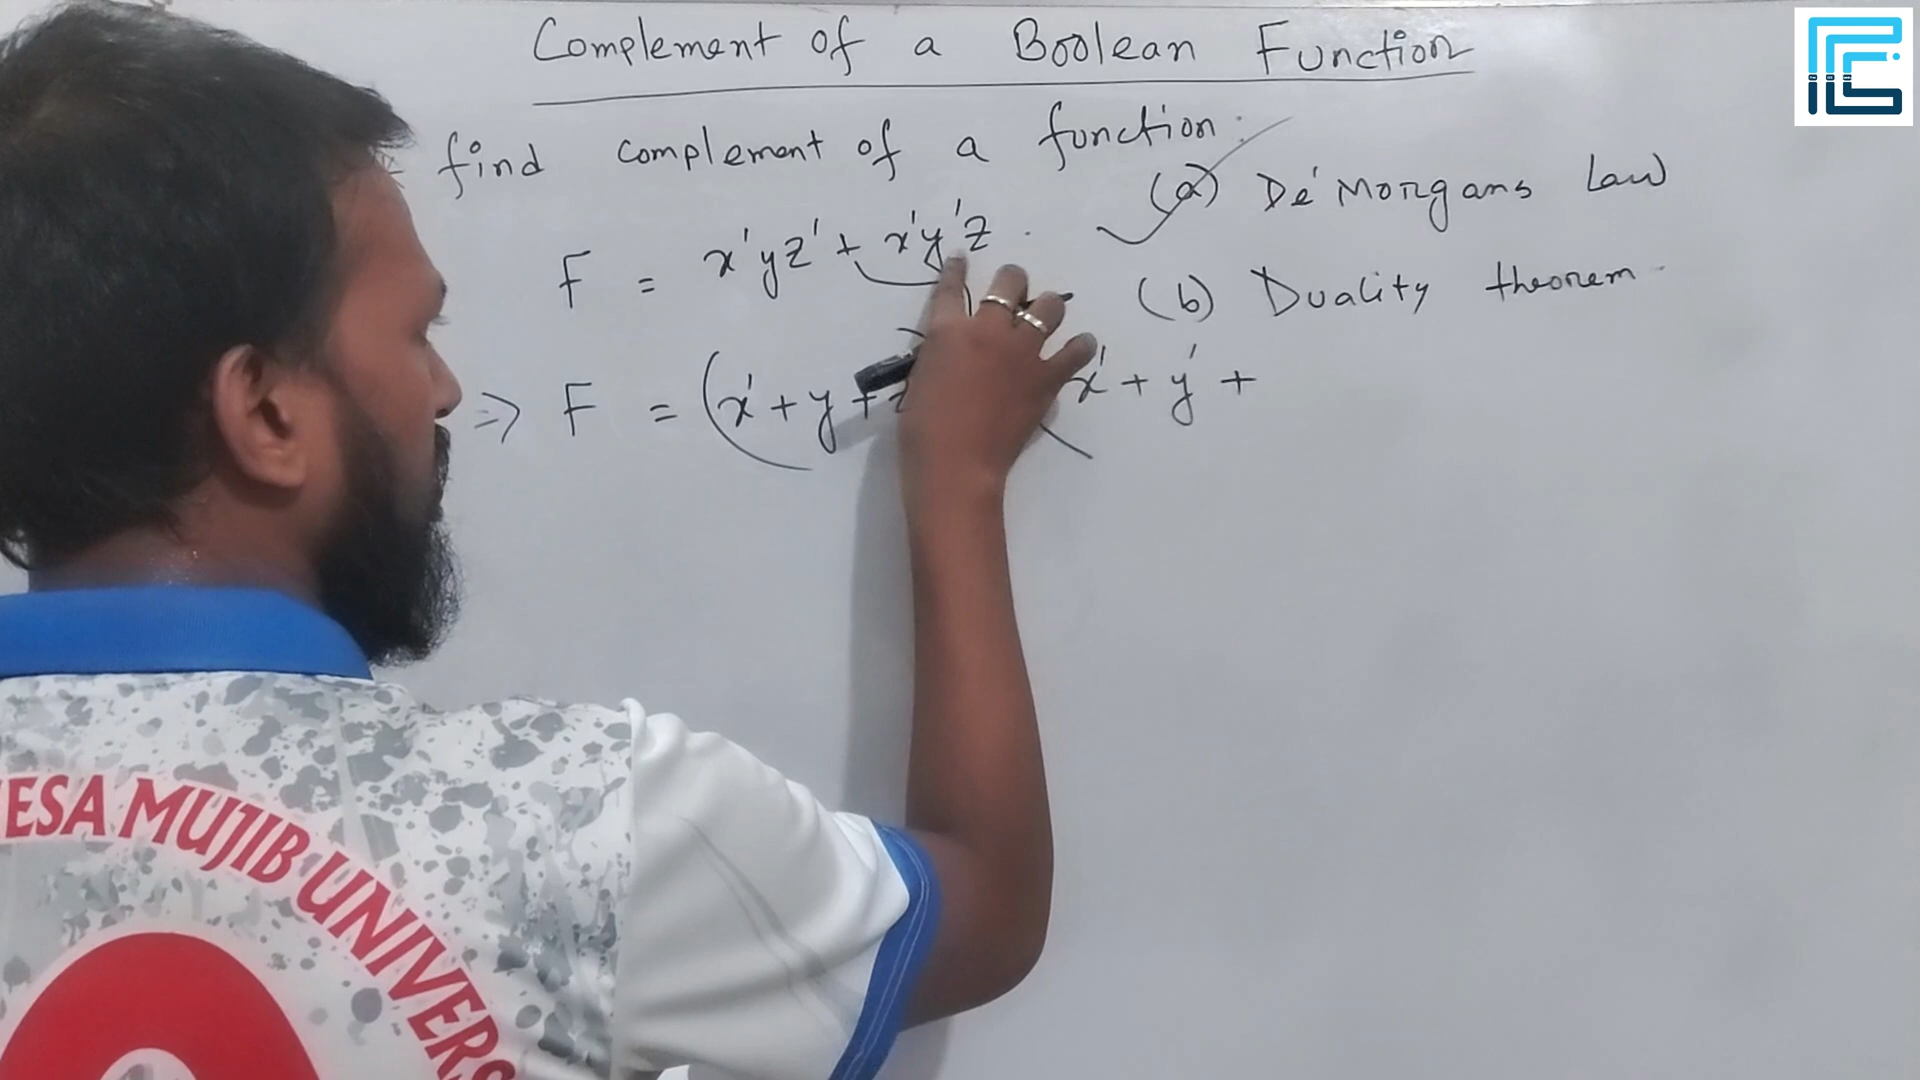 Complement of a Boolean Function
find complement of a function.
(a) De' Morgans Law
F = x'yz' + x'y'z .
(b) Duality theorem
⇒ F = (x'+y+ x' + y' +
ESA MUJIB UNIVERS